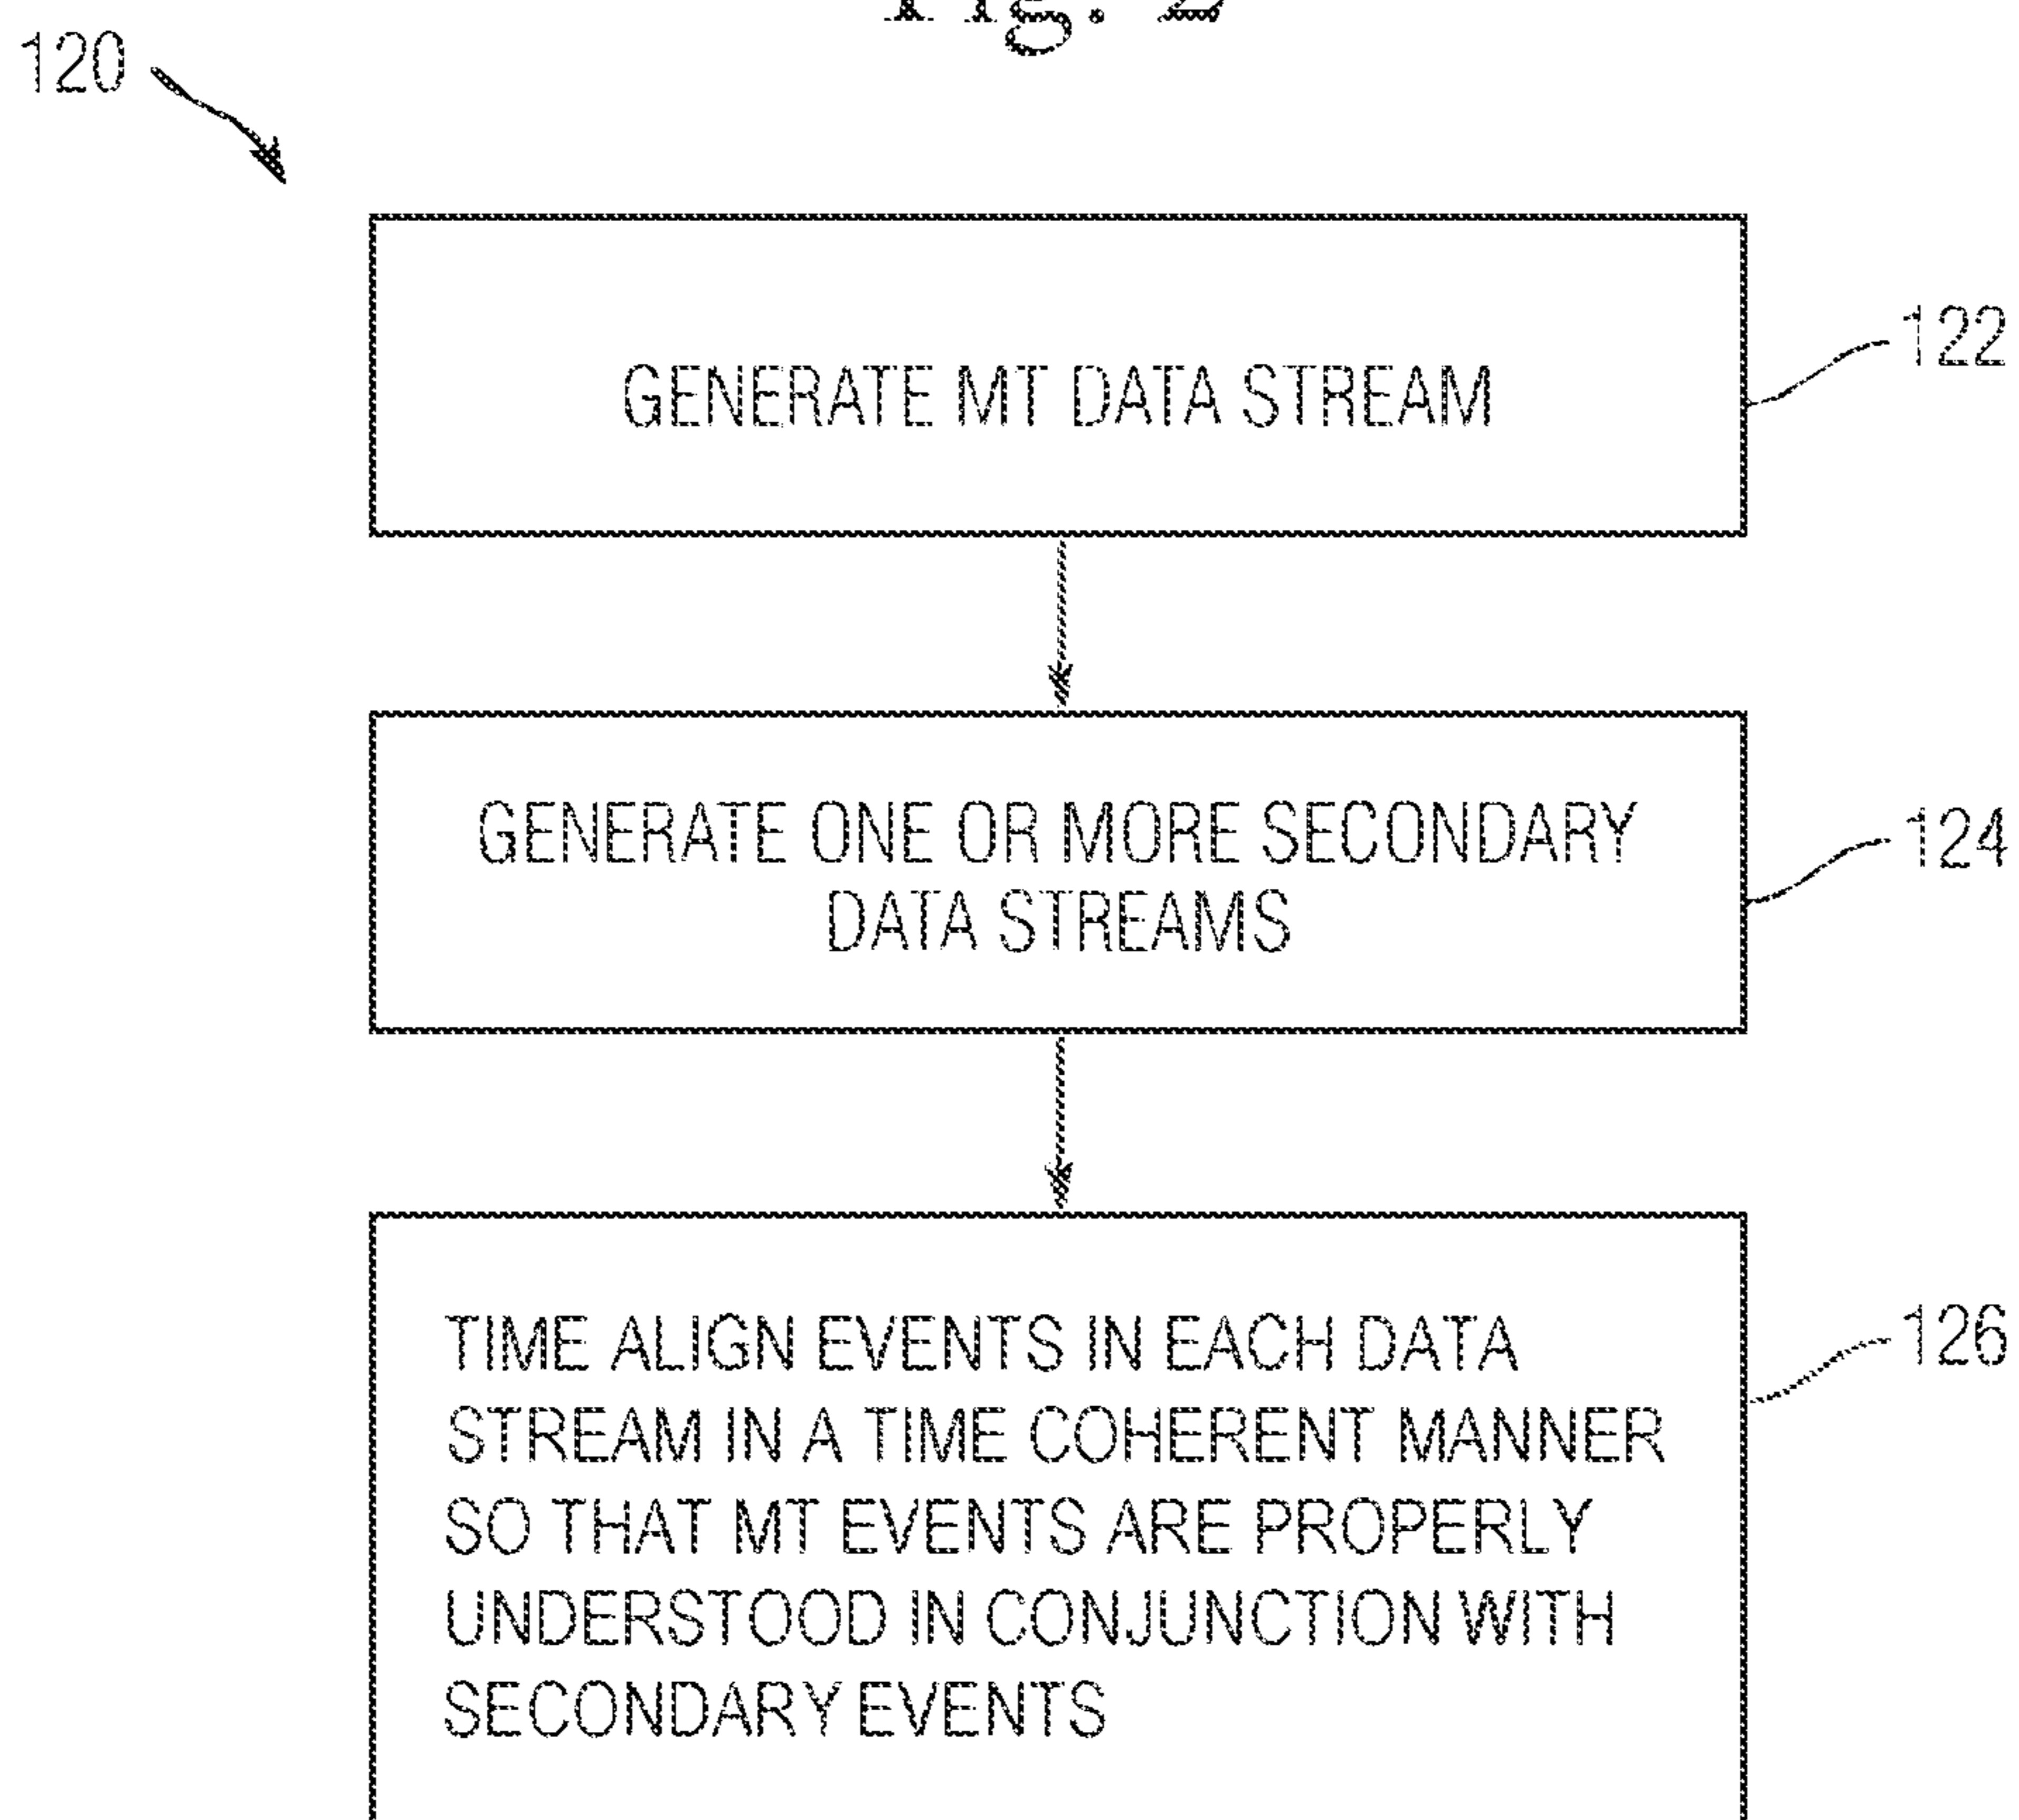 Fig. 2
120
GENERATE MT DATA STREAM
122
GENERATE ONE OR MORE SECONDARY
DATA STREAMS
124
TIME ALIGN EVENTS IN EACH DATA
STREAM IN A TIME COHERENT MANNER
SO THAT MT EVENTS ARE PROPERLY
UNDERSTOOD IN CONJUNCTION WITH
SECONDARY EVENTS
126